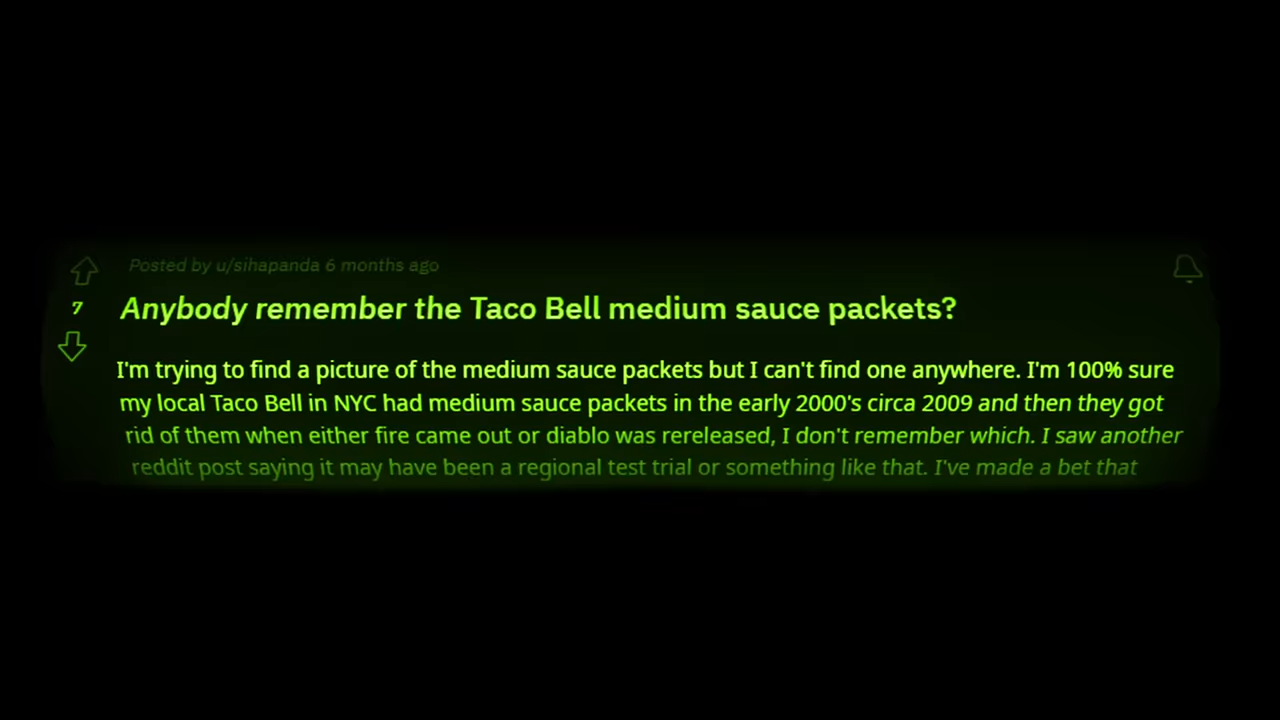 Posted by u/sihapanda 6 months ago
7
Anybody remember the Taco Bell medium sauce packets?
I'm trying to find a picture of the medium sauce packets but I can't find one anywhere. I'm 100% sure
my local Taco Bell in NYC had medium sauce packets in the early 2000's circa 2009 and then they got
rid of them when either fire came out or diablo was rereleased, I don't remember which. I saw another
reddit post saying it may have been a regional test trial or something like that. I've made a bet that